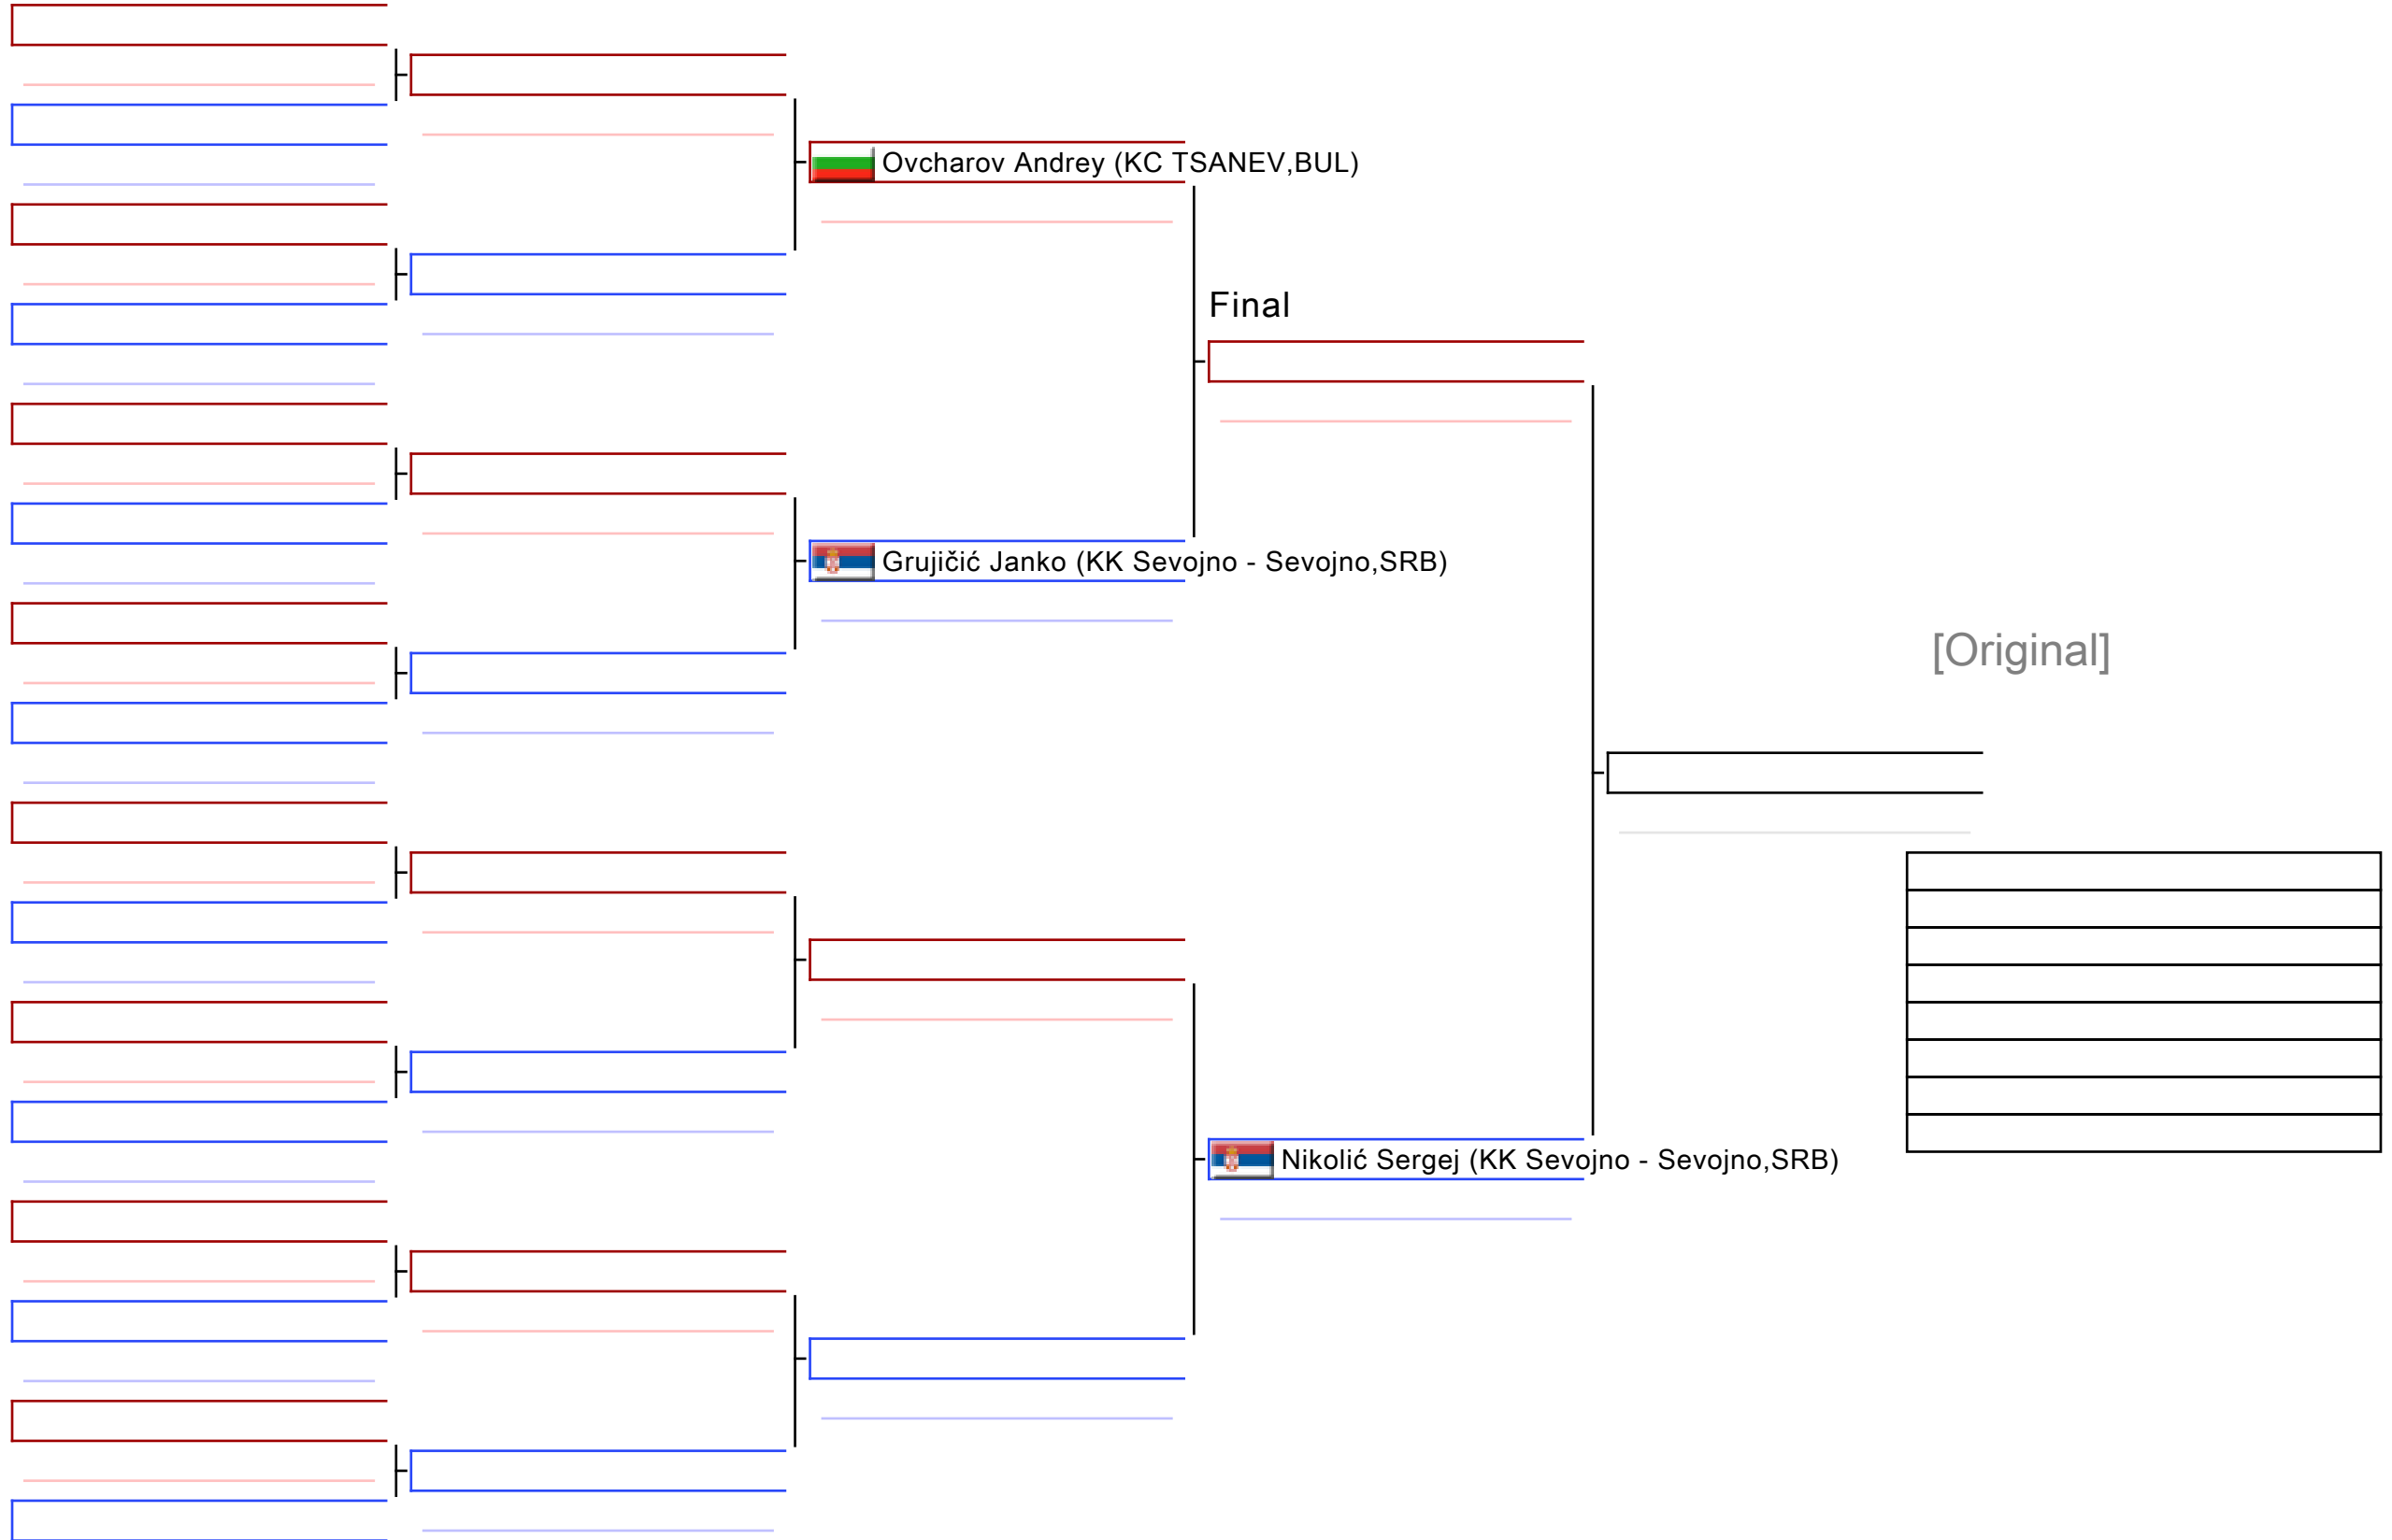 Ovcharov Andrey (KC TSANEV,BUL)
Final
Grujičić Janko (KK Sevojno - Sevojno,SRB)
[Original]
Nikolić Sergej (KK Sevojno - Sevojno,SRB)